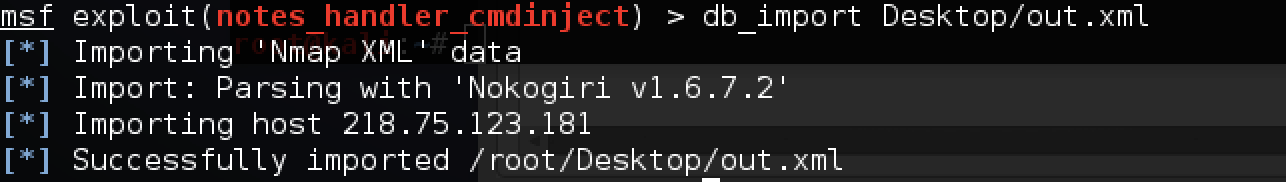 msf exploit(notes_handler_cmdinject) > db_import Desktop/out.xml
[*] Importing 'Nmap XML' data
[*] Import: Parsing with 'Nokogiri v1.6.7.2'
[*] Importing host 218.75.123.181
[*] Successfully imported /root/Desktop/out.xml